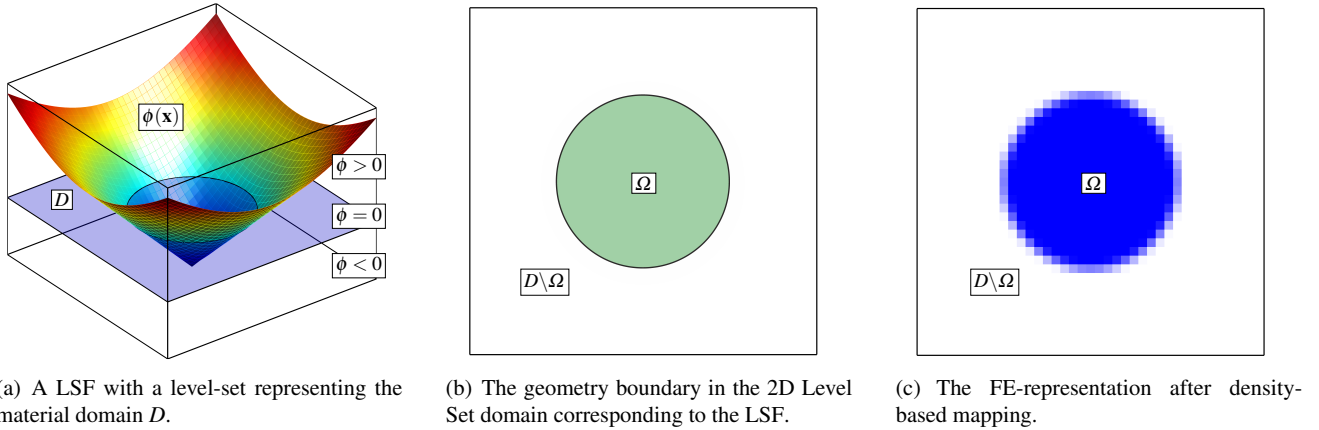 ϕ(x)
ϕ > 0
D
ϕ = 0
ϕ < 0
Ω
D\Ω
Ω
D\Ω
(a) A LSF with a level-set representing the
material domain D.
(b) The geometry boundary in the 2D Level
Set domain corresponding to the LSF.
(c) The FE-representation after density-
based mapping.